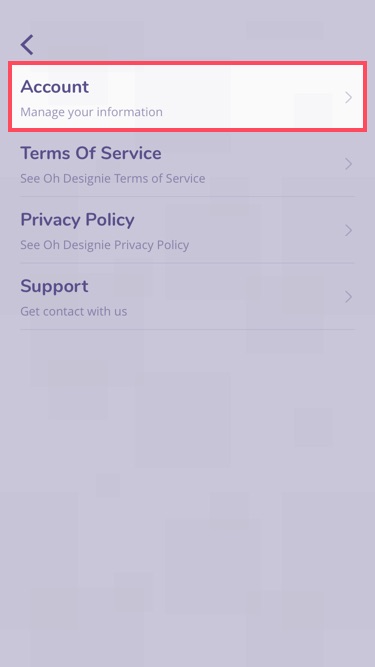 Account
Manage your information
Terms Of Service
See Oh Designie Terms of Service
Privacy Policy
See Oh Designie Privacy Policy
Support
Get contact with us